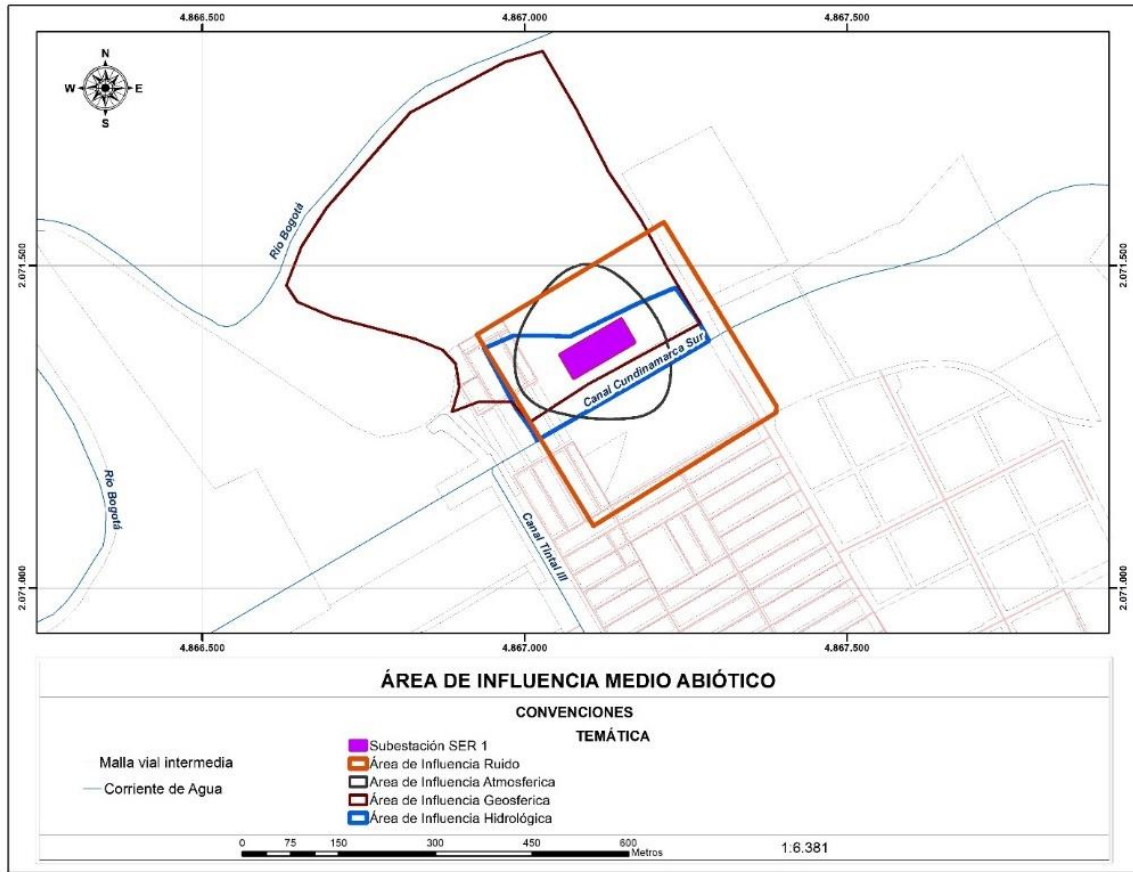 4.866.500 4.867.000 4.867.500
N
W E
S
Río Bogotá
2.071.500 2.071.500
Canal Cundinamarca Sur
Río Bogotá
Canal Tintal III
2.071.000 2.071.000
4.866.500 4.867.000 4.867.500
ÁREA DE INFLUENCIA MEDIO ABIÓTICO
CONVENCIONES
TEMÁTICA
Subestación SER 1
Malla vial intermedia
Área de Influencia Ruido
Área de Influencia Atmosferica
Corriente de Agua
Área de Influencia Geosferica
Área de Influencia Hidrológica
0 75 150 300 450 600
Metros
1:6.381